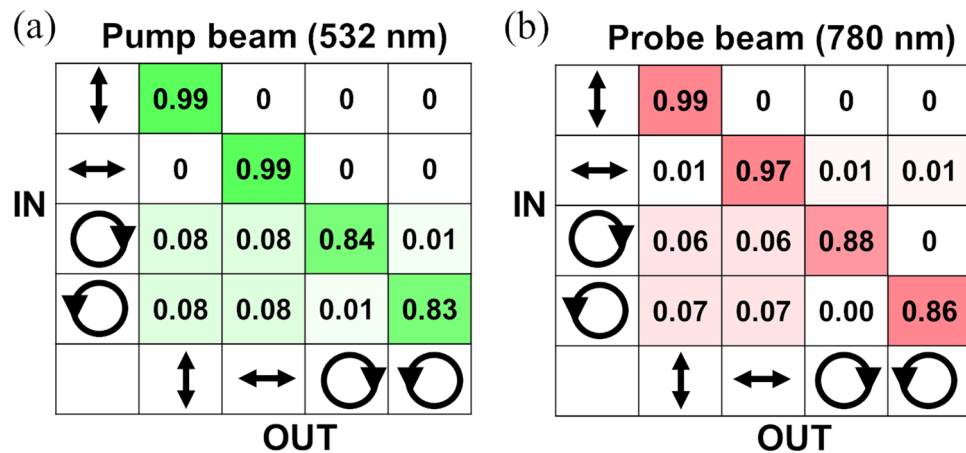 (a) Pump beam (532 nm)
0.99 0 0 0
0 0.99 0 0
IN
0.08 0.08 0.84 0.01
0.08 0.08 0.01 0.83
OUT
(b) Probe beam (780 nm)
0.99 0 0 0
0.01 0.97 0.01 0.01
IN
0.06 0.06 0.88 0
0.07 0.07 0.00 0.86
OUT